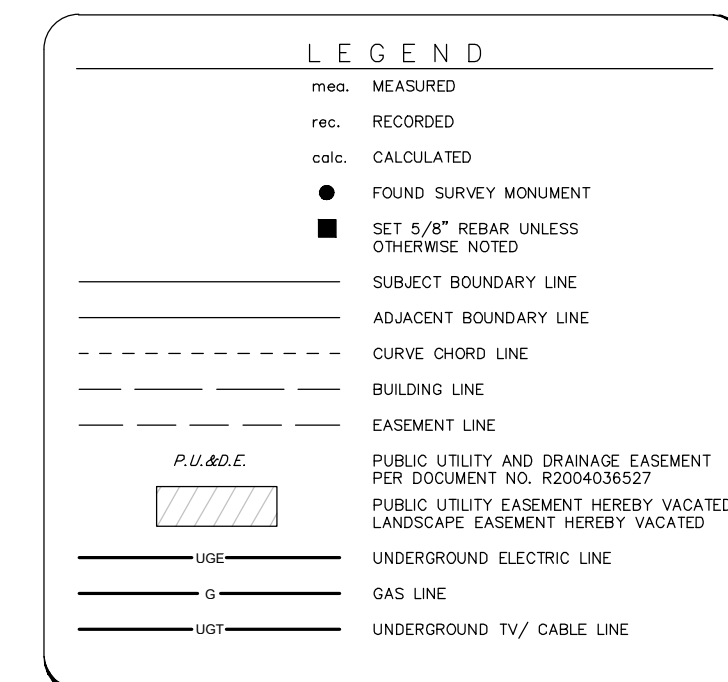 LEGEND
mea. MEASURED
rec. RECORDED
calc. CALCULATED
FOUND SURVEY MONUMENT
SET 5/8" REBAR UNLESS
OTHERWISE NOTED
SUBJECT BOUNDARY LINE
ADJACENT BOUNDARY LINE
CURVE CHORD LINE
BUILDING LINE
EASEMENT LINE
P.U.&D.E. PUBLIC UTILITY AND DRAINAGE EASEMENT
PER DOCUMENT NO. R2004036527
PUBLIC UTILITY EASEMENT HEREBY VACATED
LANDSCAPE EASEMENT HEREBY VACATED
UGE UNDERGROUND ELECTRIC LINE
G GAS LINE
UGT UNDERGROUND TV/ CABLE LINE